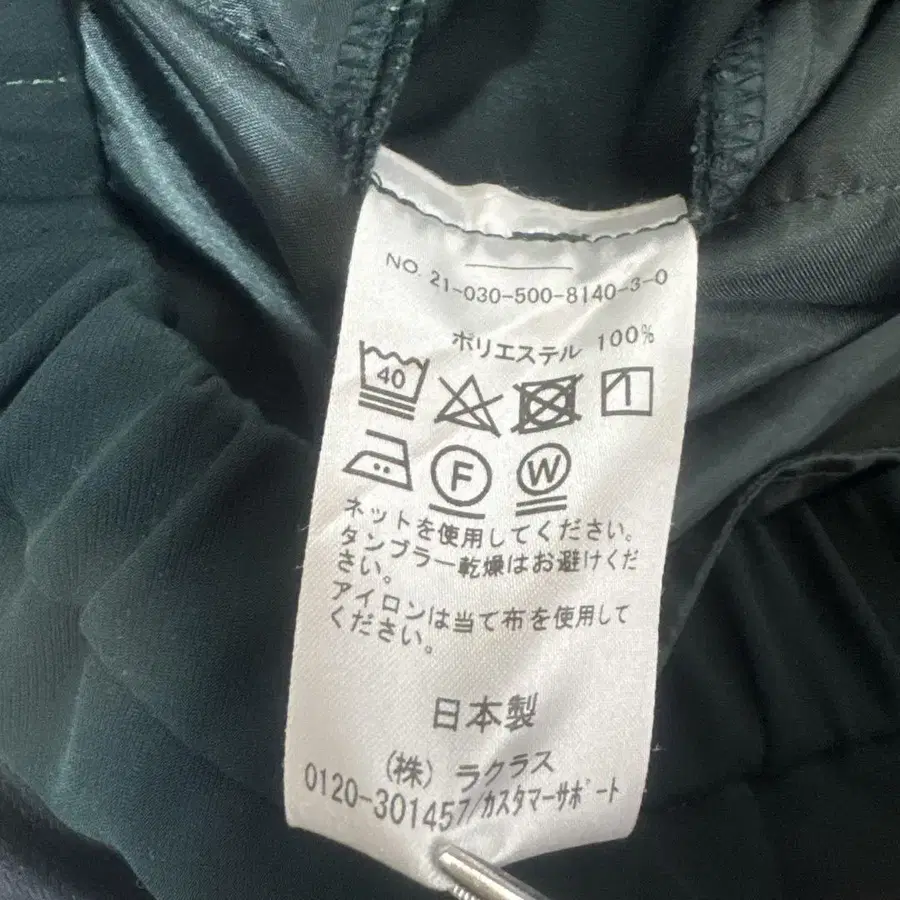 NO. 21-030-500-8140-3-0
ポリエステル 100%
40
F
W
ネットを使用してください。
タンブラー乾燥はお避けくだ
さい。
アイロンは当て布を使用して
ください。
日本製
(株) ラクラス
0120-301457/カスタマーサポート